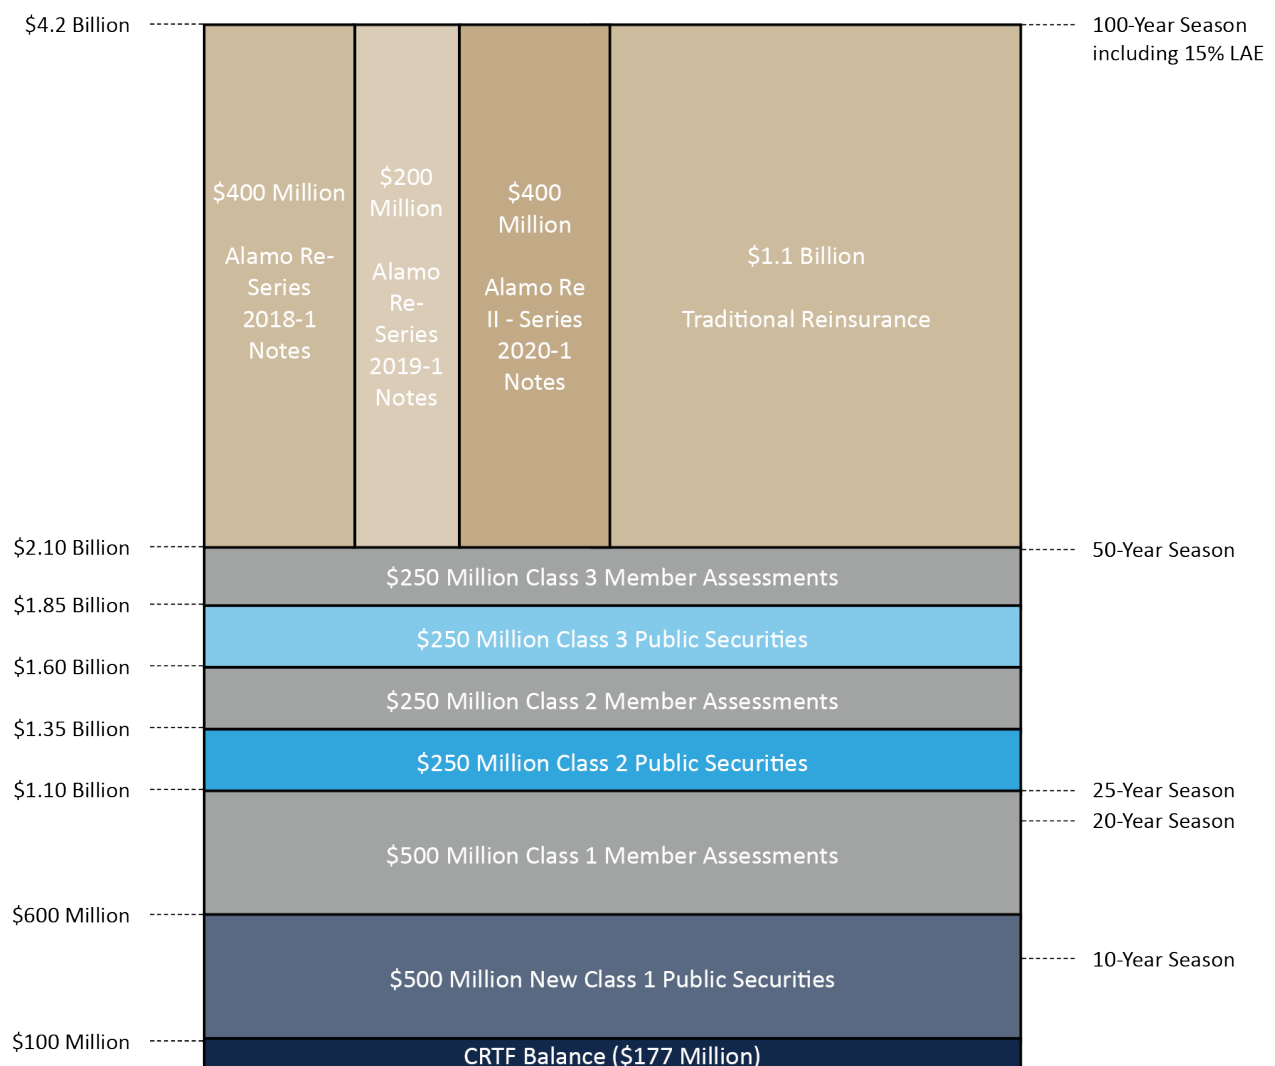 $4.2 Billion
100-Year Season
including 15% LAE
$400 Million
Alamo Re-
Series
2018-1
Notes
$200
Million
Alamo
Re-
Series
2019-1
Notes
$400
Million
Alamo Re
II - Series
2020-1
Notes
$1.1 Billion
Traditional Reinsurance
$2.10 Billion
50-Year Season
$250 Million Class 3 Member Assessments
$1.85 Billion
$250 Million Class 3 Public Securities
$1.60 Billion
$250 Million Class 2 Member Assessments
$1.35 Billion
$250 Million Class 2 Public Securities
$1.10 Billion
25-Year Season
20-Year Season
$500 Million Class 1 Member Assessments
$600 Million
10-Year Season
$500 Million New Class 1 Public Securities
$100 Million
CRTF Balance ($177 Million)